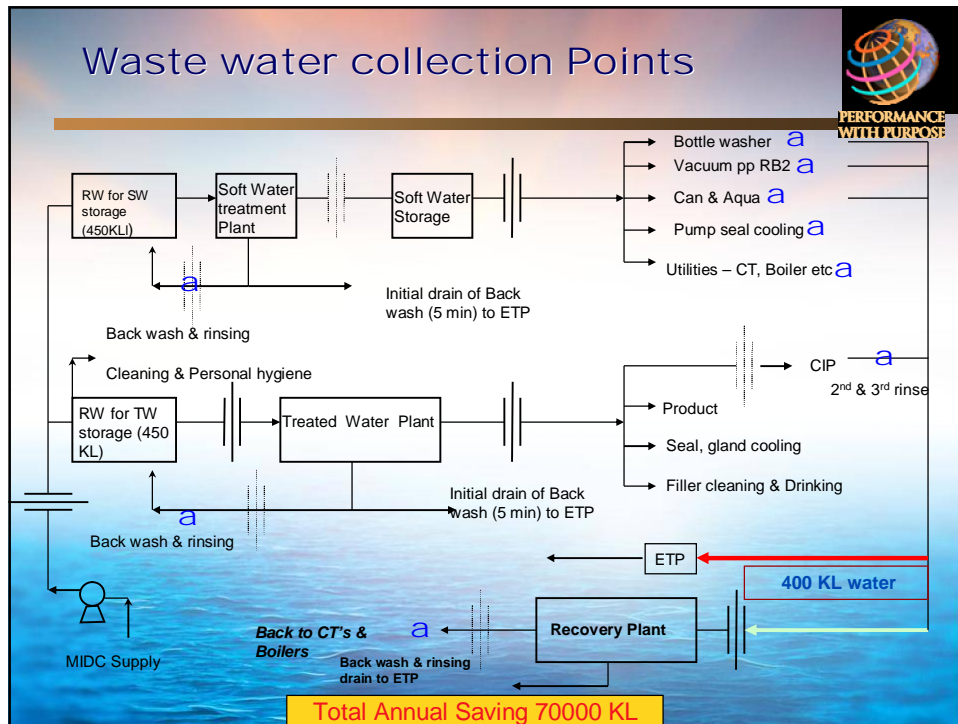 Waste water collection Points
PERFORMANCE
WITH PURPOSE
Bottle washer a
Vacuum pp RB2 a
Can & Aqua a
Pump seal cooling a
Utilities – CT, Boiler etc a
RW for SW
storage
(450KLl)
Soft Water
treatment
Plant
Soft Water
Storage
a
Back wash & rinsing
Initial drain of Back
wash (5 min) to ETP
Cleaning & Personal hygiene
RW for TW
storage (450
KL)
Treated Water Plant
CIP
a
2nd & 3rd rinse
Product
Seal, gland cooling
Filler cleaning & Drinking
a
Back wash & rinsing
Initial drain of Back
wash (5 min) to ETP
ETP
400 KL water
MIDC Supply
Back to CT's &
Boilers
a
Recovery Plant
Back wash & rinsing
drain to ETP
Total Annual Saving 70000 KL